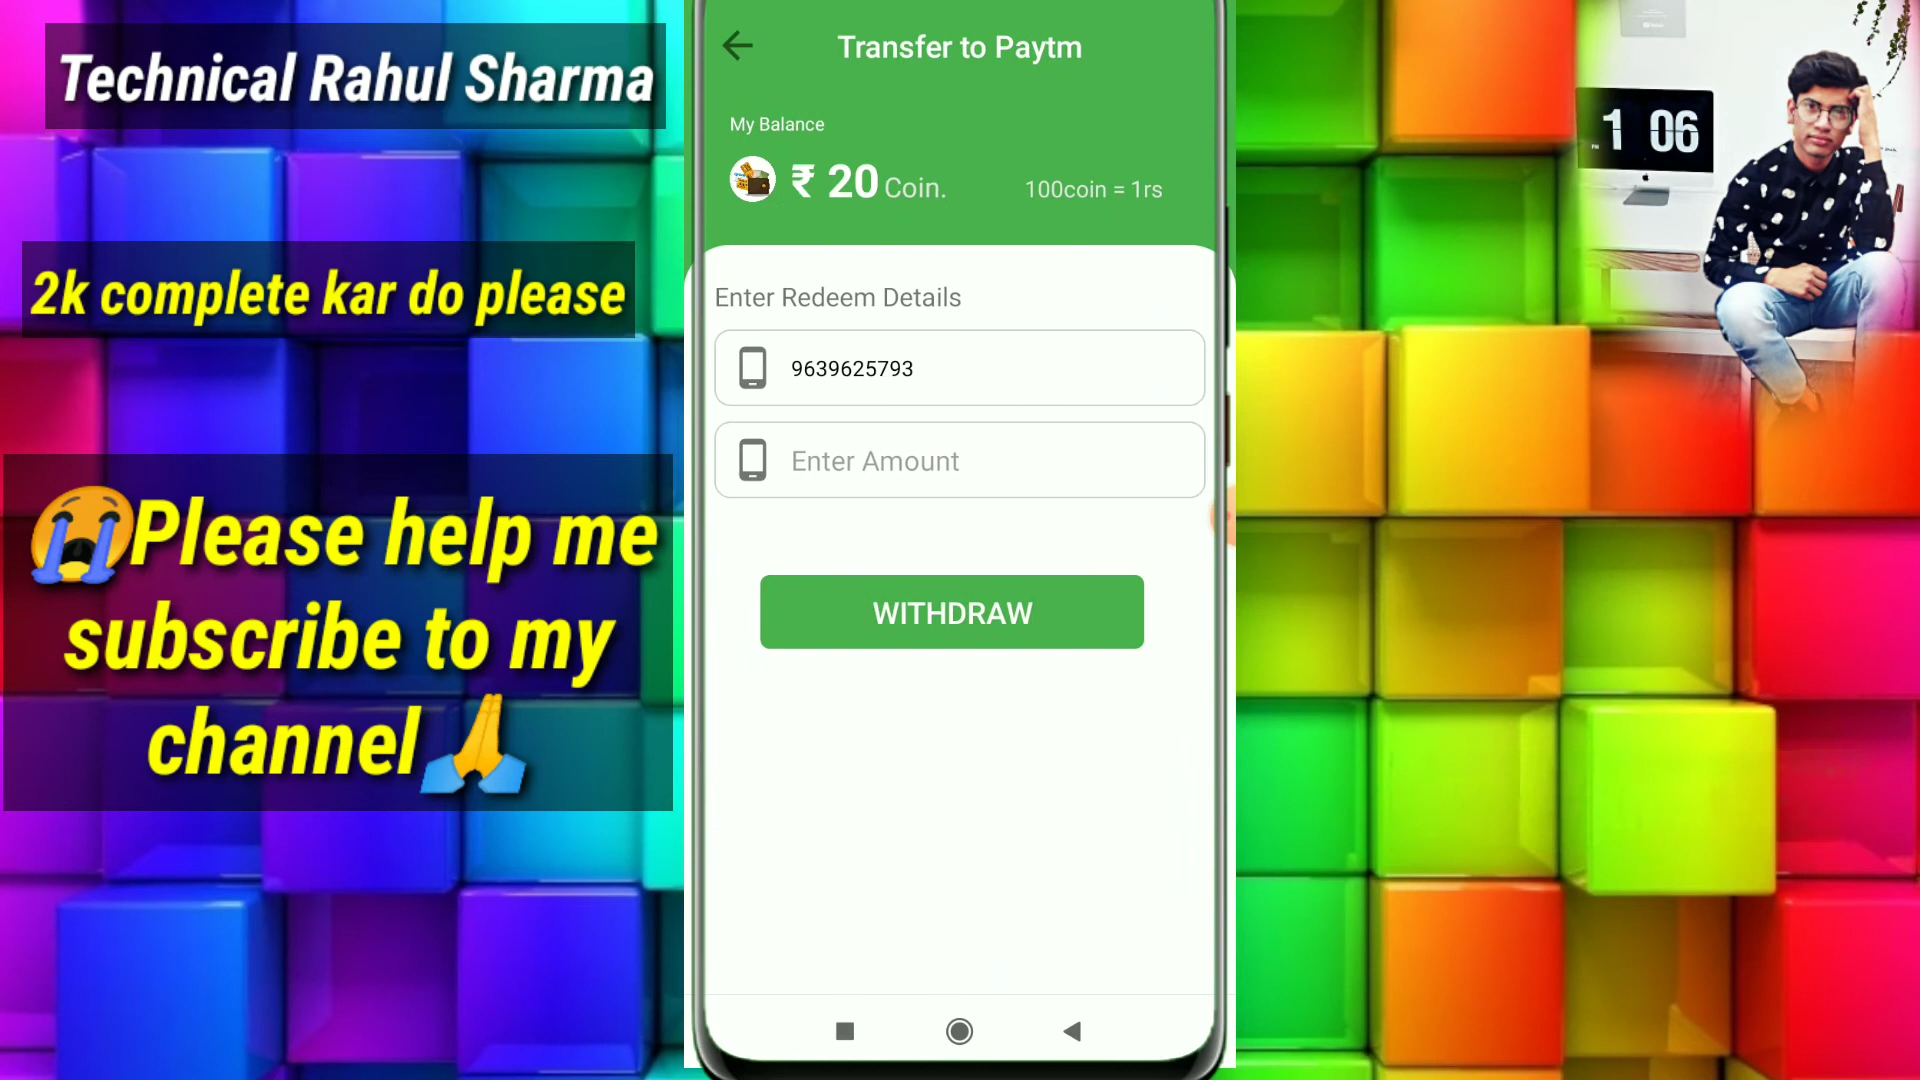 Technical Rahul Sharma
2k complete kar do please
😭Please help me
subscribe to my
channel🙏
Transfer to Paytm
My Balance
₹ 20 Coin.
100coin = 1rs
Enter Redeem Details
9639625793
Enter Amount
WITHDRAW
1 06